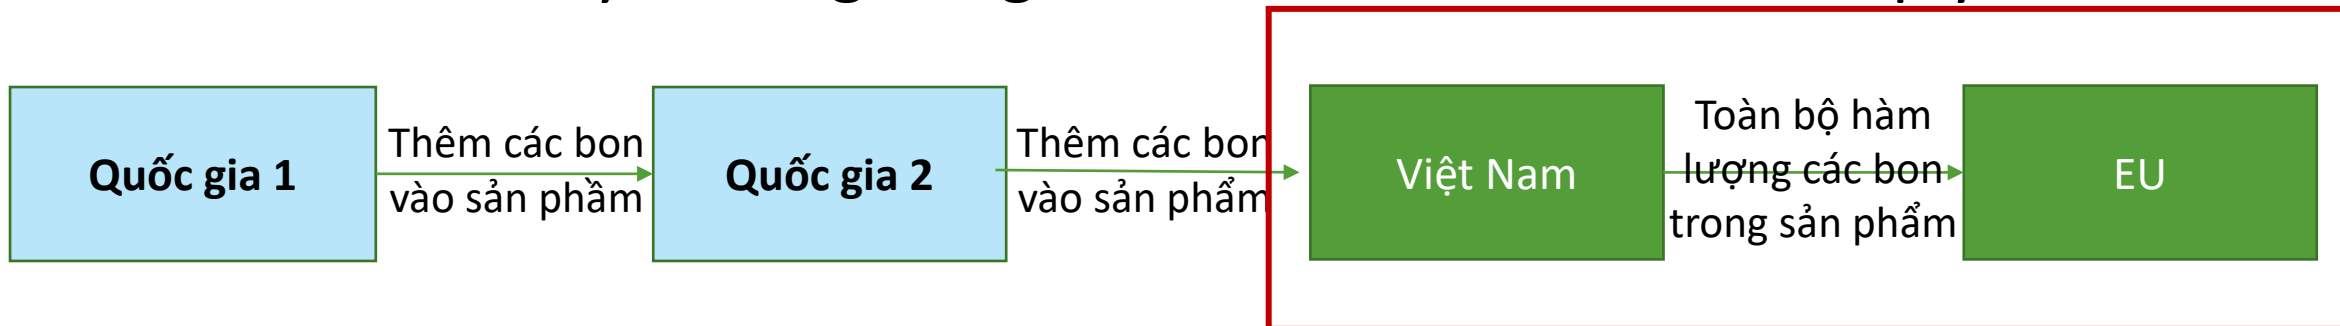 Quốc gia 1
Thêm các bon
vào sản phầm
Quốc gia 2
Thêm các bon
vào sản phẩm
Việt Nam
Toàn bộ hàm
lượng các bon
trong sản phẩm
EU